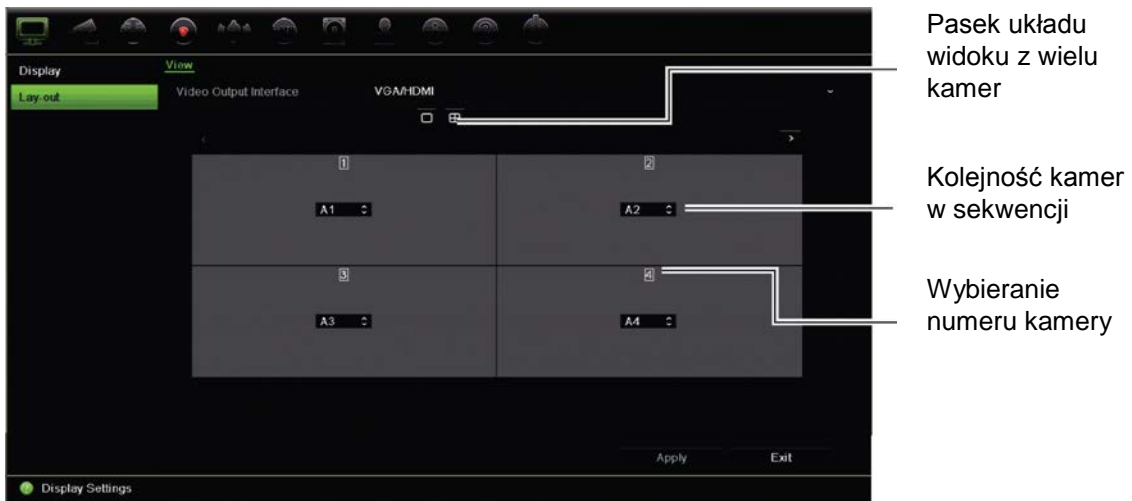 Display
Lay-out
View
Video Output Interface
VGA/HDMI
1
2
A1
A2
3
4
A3
A4
Apply
Exit
Display Settings
Pasek układu
widoku z wielu
kamer
Kolejność kamer
w sekwencji
Wybieranie
numeru kamery